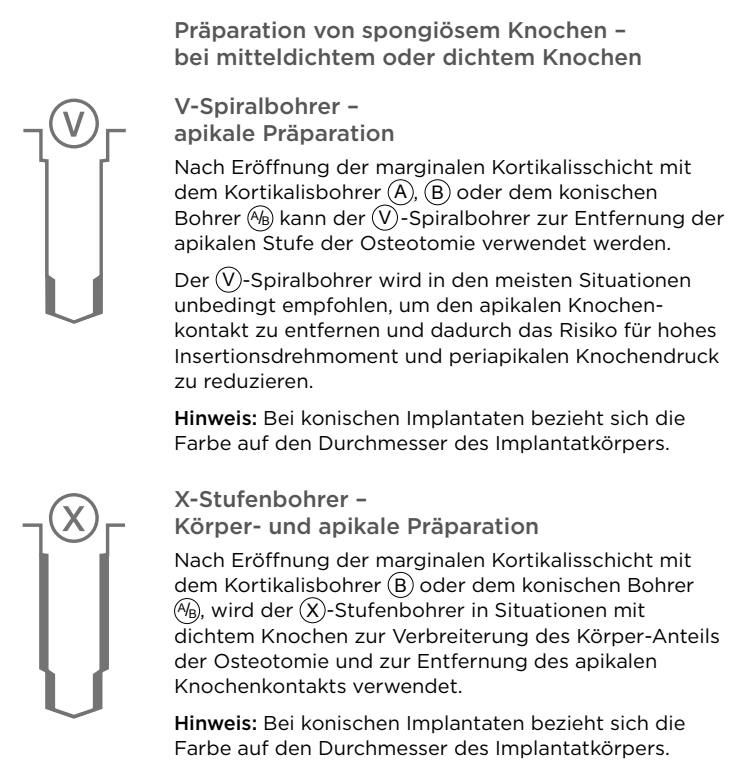 Präparation von spongiösem Knochen –
bei mitteldichtem oder dichtem Knochen
V
V-Spiralbohrer –
apikale Präparation
Nach Eröffnung der marginalen Kortikalisschicht mit
dem Kortikalisbohrer Ⓐ, Ⓑ oder dem konischen
Bohrer A/B kann der Ⓥ-Spiralbohrer zur Entfernung der
apikalen Stufe der Osteotomie verwendet werden.
Der Ⓥ-Spiralbohrer wird in den meisten Situationen
unbedingt empfohlen, um den apikalen Knochen-
kontakt zu entfernen und dadurch das Risiko für hohes
Insertionsdrehmoment und periapikalen Knochendruck
zu reduzieren.
Hinweis: Bei konischen Implantaten bezieht sich die
Farbe auf den Durchmesser des Implantatkörpers.
X
X-Stufenbohrer –
Körper- und apikale Präparation
Nach Eröffnung der marginalen Kortikalisschicht mit
dem Kortikalisbohrer Ⓑ oder dem konischen Bohrer
A/B, wird der Ⓧ-Stufenbohrer in Situationen mit
dichtem Knochen zur Verbreiterung des Körper-Anteils
der Osteotomie und zur Entfernung des apikalen
Knochenkontakts verwendet.
Hinweis: Bei konischen Implantaten bezieht sich die
Farbe auf den Durchmesser des Implantatkörpers.